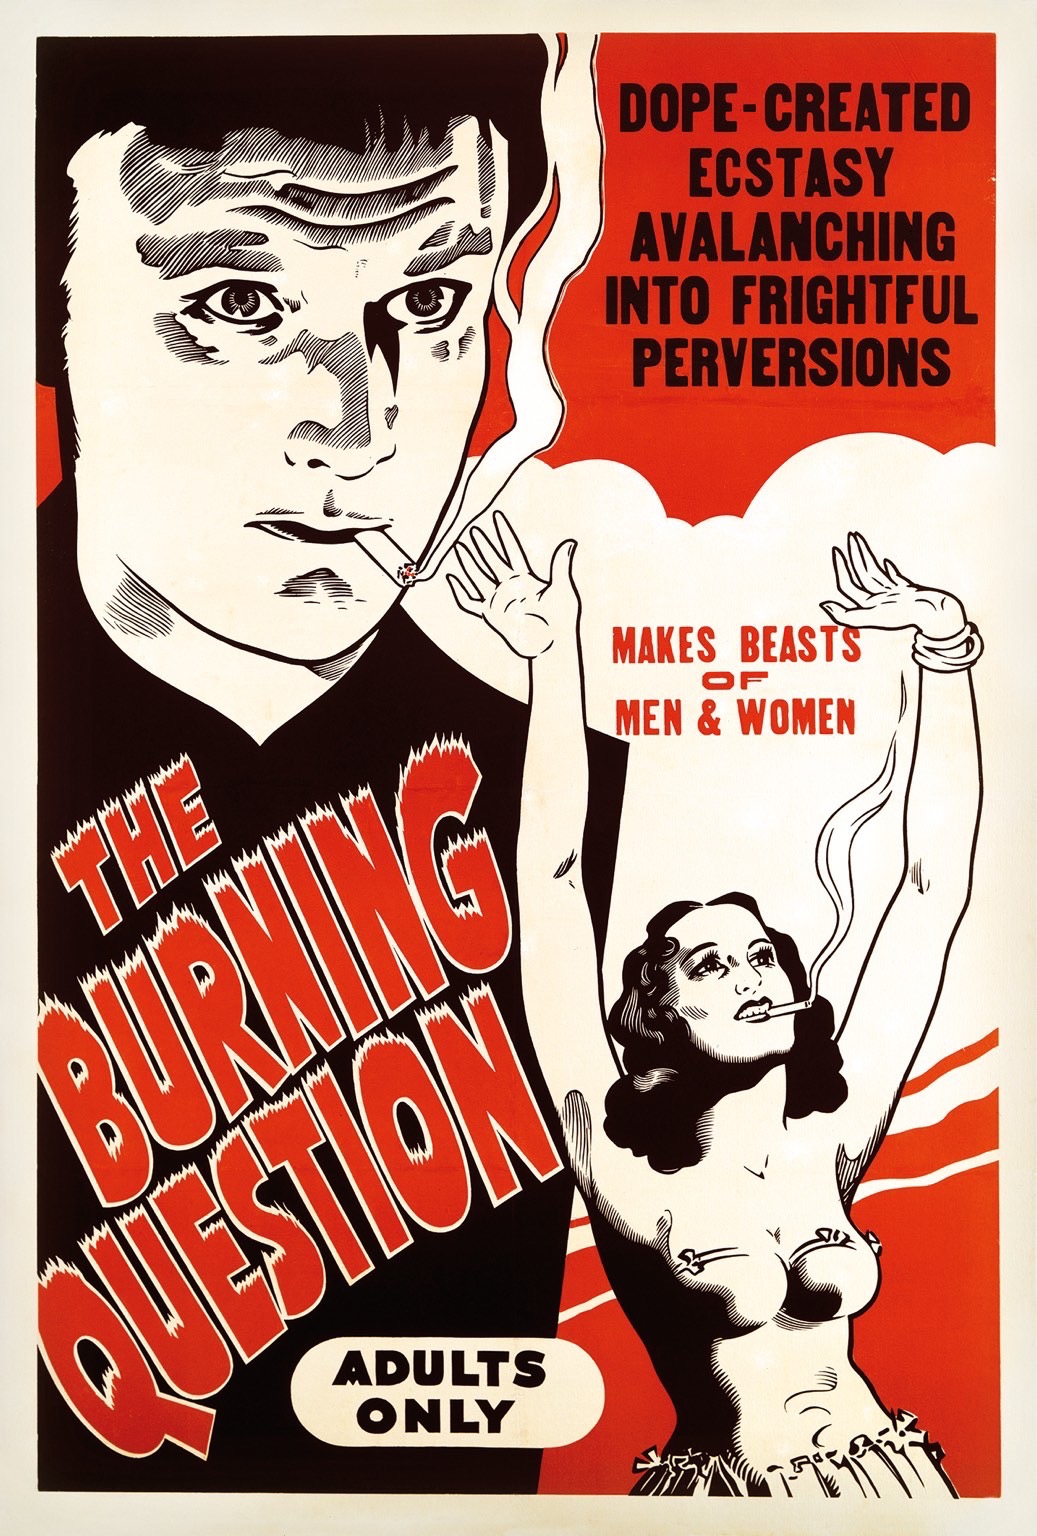 DOPE-CREATED
ECSTASY
AVALANCHING
INTO FRIGHTFUL
PERVERSIONS
MAKES BEASTS
OF
MEN & WOMEN
THE
BURNING
QUESTION
ADULTS
ONLY